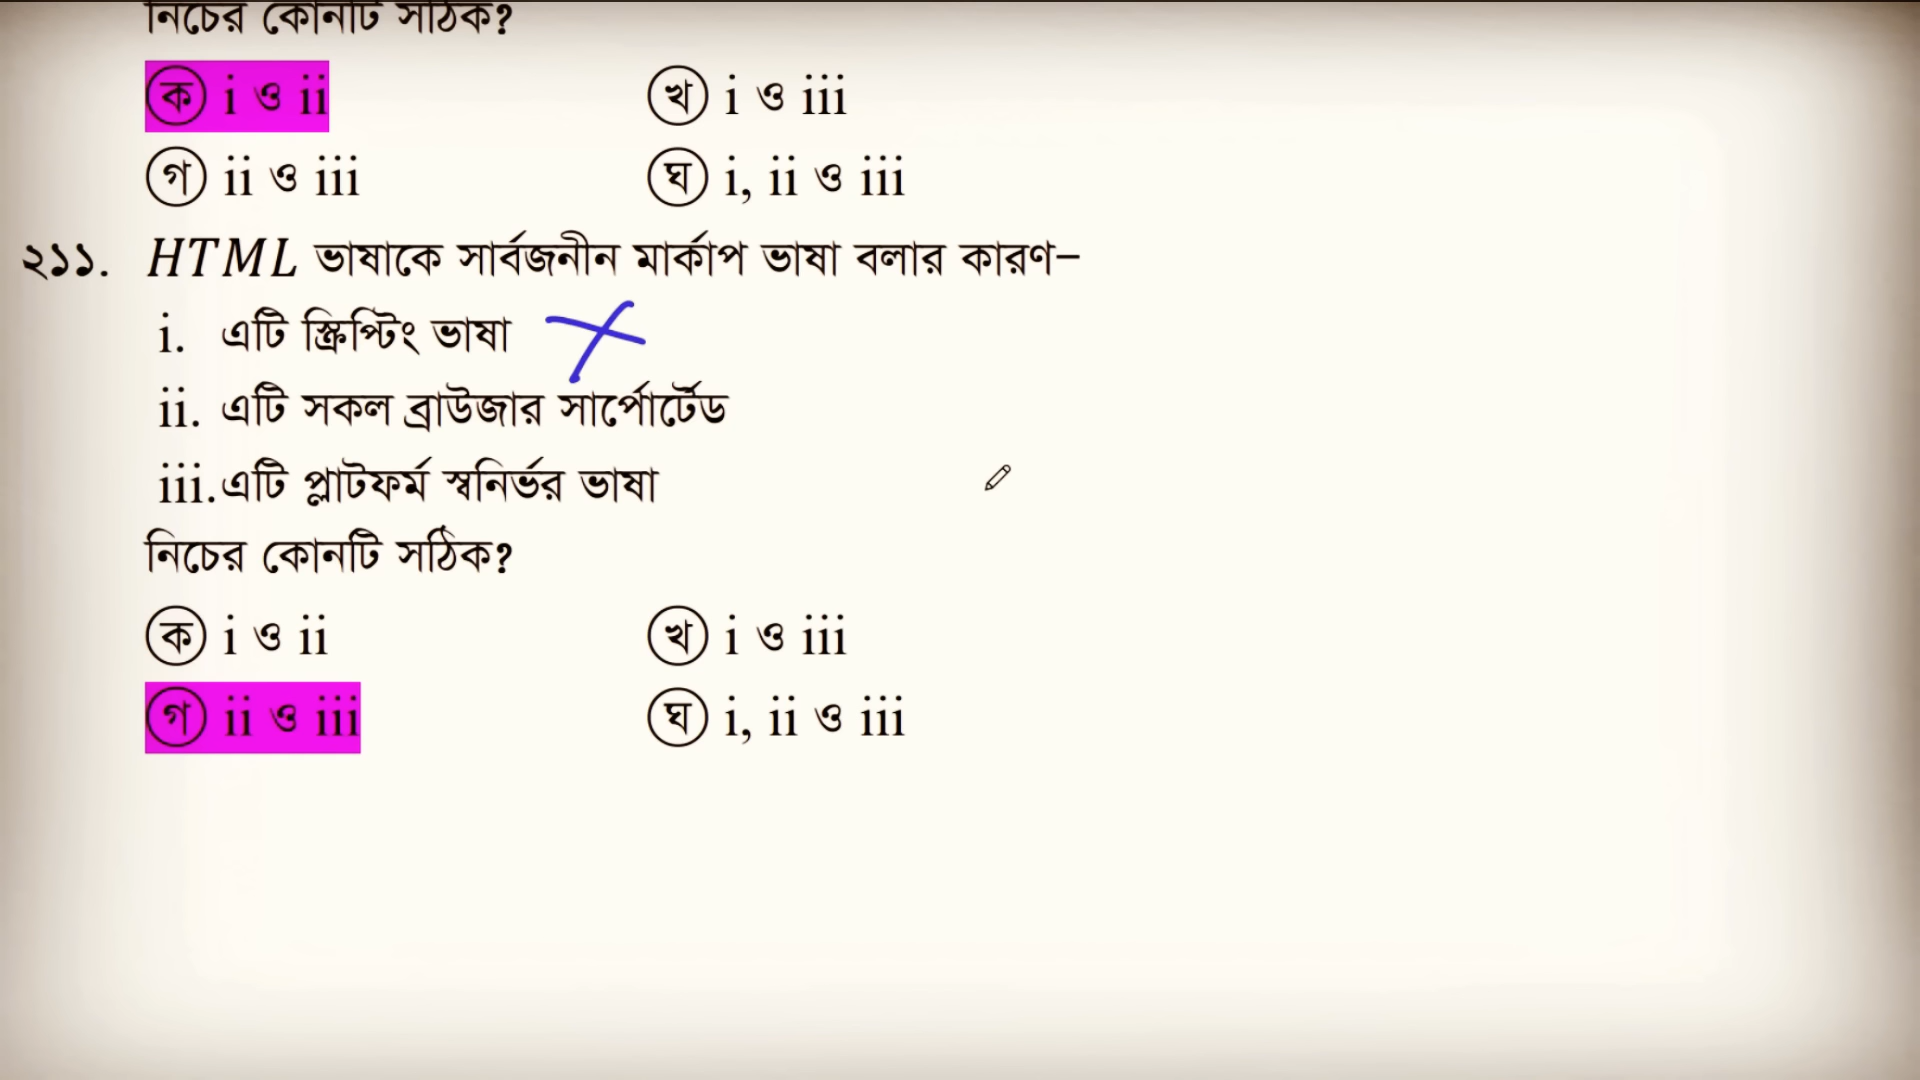 নিচের কোনটি সঠিক?
ক i ও ii খ i ও iii
গ ii ও iii ঘ i, ii ও iii
২১১. HTML ভাষাকে সার্বজনীন মার্কাপ ভাষা বলার কারণ–
i. এটি স্ক্রিপ্টিং ভাষা
ii. এটি সকল ব্রাউজার সার্পোর্টেড
iii. এটি প্লাটফর্ম স্বনির্ভর ভাষা
নিচের কোনটি সঠিক?
ক i ও ii খ i ও iii
গ ii ও iii ঘ i, ii ও iii